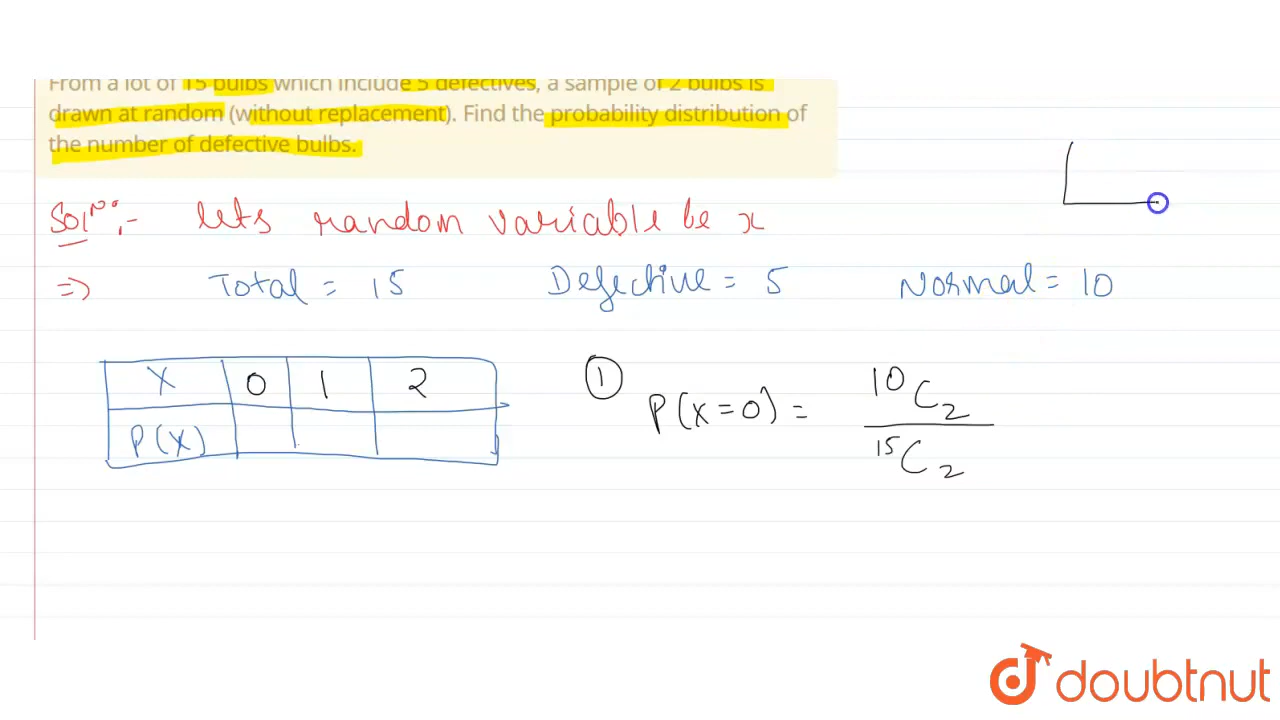 From a lot of 15 bulbs which include 5 defectives, a sample of 2 bulbs is
drawn at random (without replacement). Find the probability distribution of
the number of defective bulbs.
Solⁿ:- lets random variable be x
=> Total = 15 Defective = 5 Normal = 10
X 0 1 2
P(X)
① P(X=0) = ¹⁰C₂
¹⁵C₂
doubtnut